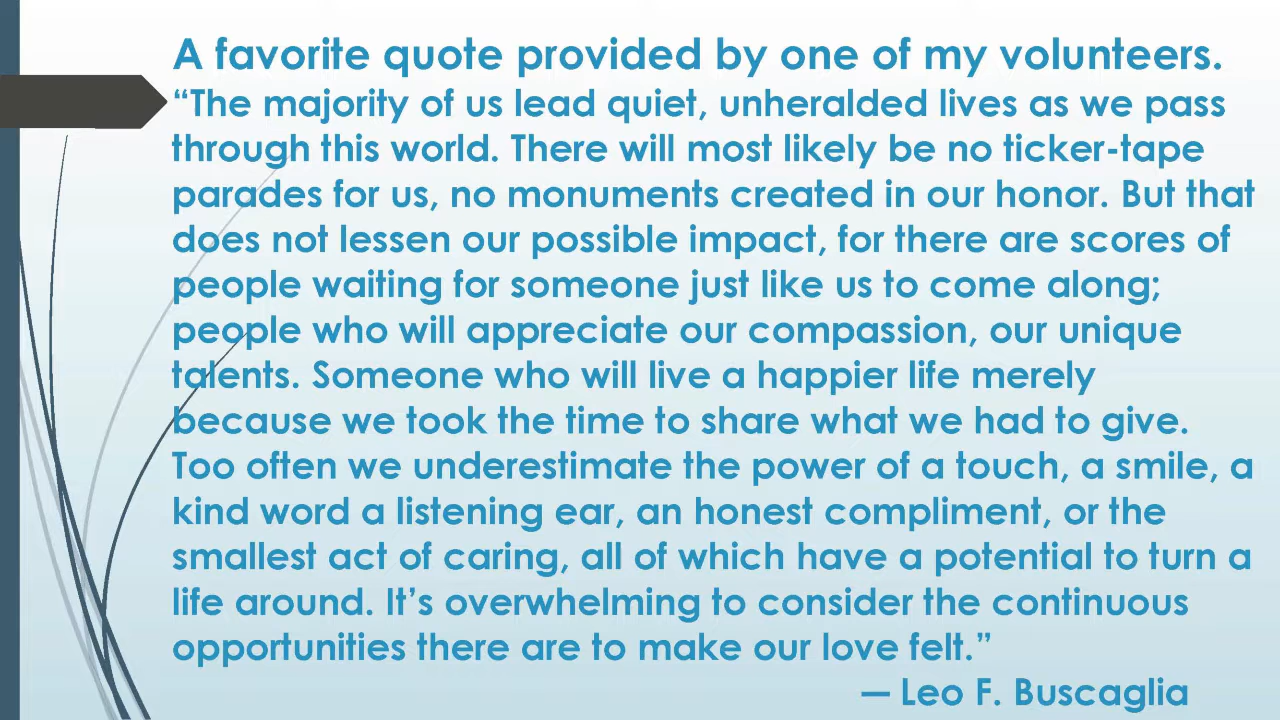 A favorite quote provided by one of my volunteers.
“The majority of us lead quiet, unheralded lives as we pass
through this world. There will most likely be no ticker-tape
parades for us, no monuments created in our honor. But that
does not lessen our possible impact, for there are scores of
people waiting for someone just like us to come along;
people who will appreciate our compassion, our unique
talents. Someone who will live a happier life merely
because we took the time to share what we had to give.
Too often we underestimate the power of a touch, a smile, a
kind word a listening ear, an honest compliment, or the
smallest act of caring, all of which have a potential to turn a
life around. It’s overwhelming to consider the continuous
opportunities there are to make our love felt.”
― Leo F. Buscaglia